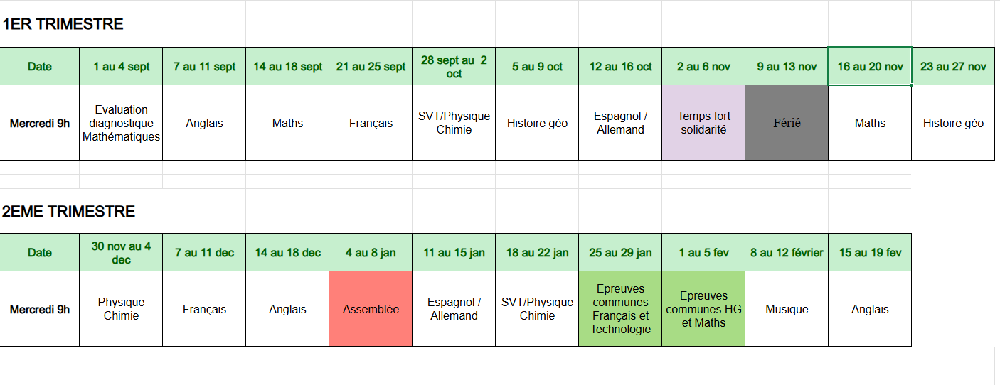 1ER TRIMESTRE
Date 1 au 4 sept 7 au 11 sept 14 au 18 sept 21 au 25 sept 28 sept au 2 oct 5 au 9 oct 12 au 16 oct 2 au 6 nov 9 au 13 nov 16 au 20 nov 23 au 27 nov
Mercredi 9h Evaluation diagnostique Mathématiques Anglais Maths Français SVT/Physique Chimie Histoire géo Espagnol / Allemand Temps fort solidarité Férié Maths Histoire géo
2EME TRIMESTRE
Date 30 nov au 4 dec 7 au 11 dec 14 au 18 dec 4 au 8 jan 11 au 15 jan 18 au 22 jan 25 au 29 jan 1 au 5 fev 8 au 12 février 15 au 19 fev
Mercredi 9h Physique Chimie Français Anglais Assemblée Espagnol / Allemand SVT/Physique Chimie Epreuves communes Français et Technologie Epreuves communes HG et Maths Musique Anglais